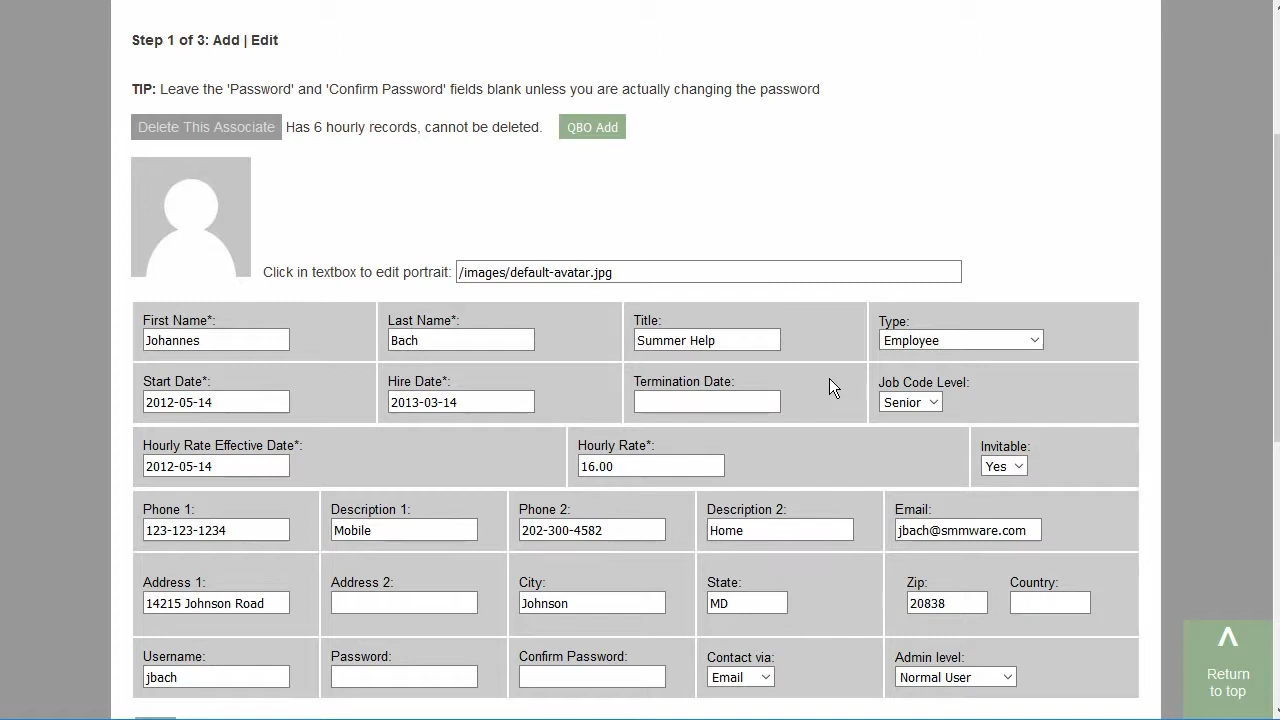 Step 1 of 3: Add | Edit
TIP: Leave the 'Password' and 'Confirm Password' fields blank unless you are actually changing the password
Delete This Associate Has 6 hourly records, cannot be deleted. QBO Add
Click in textbox to edit portrait: /images/default-avatar.jpg
First Name*: Last Name*: Title: Type:
Johannes Bach Summer Help Employee
Start Date*: Hire Date*: Termination Date: Job Code Level:
2012-05-14 2013-03-14 Senior
Hourly Rate Effective Date*: Hourly Rate*: Invitable:
2012-05-14 16.00 Yes
Phone 1: Description 1: Phone 2: Description 2: Email:
123-123-1234 Mobile 202-300-4582 Home jbach@smmware.com
Address 1: Address 2: City: State: Zip: Country:
14215 Johnson Road Johnson MD 20838
Username: Password: Confirm Password: Contact via: Admin level:
jbach Email Normal User
Return
to top